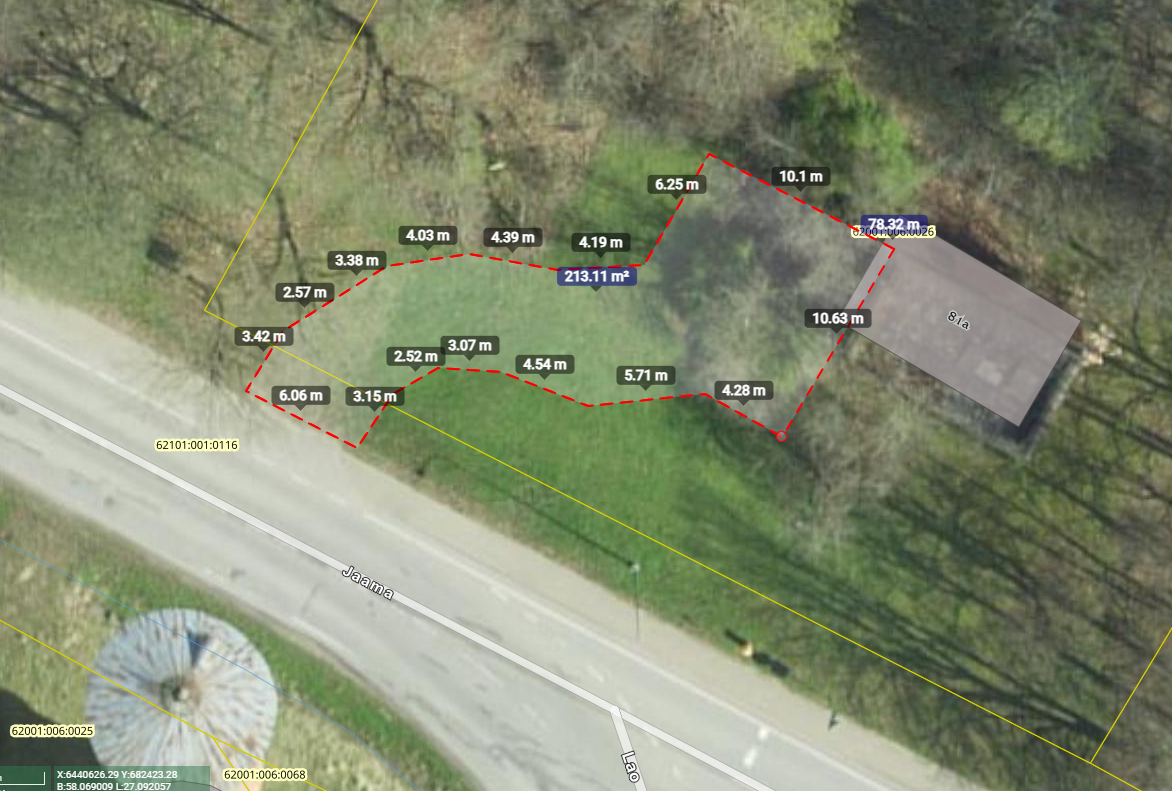 6.25 m
10.1 m
78.32 m
62001:006:0026
4.03 m
4.39 m
4.19 m
3.38 m
213.11 m²
2.57 m
10.63 m
81a
3.42 m
3.07 m
2.52 m
4.54 m
5.71 m
4.28 m
6.06 m
3.15 m
62101:001:0116
Jaama
Lao
62001:006:0025
62001:006:0068
X:6440626.29 Y:682423.28
B:58.069009 L:27.092057